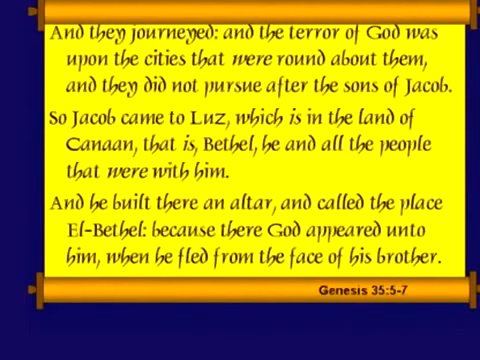 And they journeyed: and the terror of God was
upon the cities that were round about them,
and they did not pursue after the sons of Jacob.
So Jacob came to Luz, which is in the land of
Canaan, that is, Bethel, he and all the people
that were with him.
And he built there an altar, and called the place
El-Bethel: because there God appeared unto
him, when he fled from the face of his brother.
Genesis 35:5-7